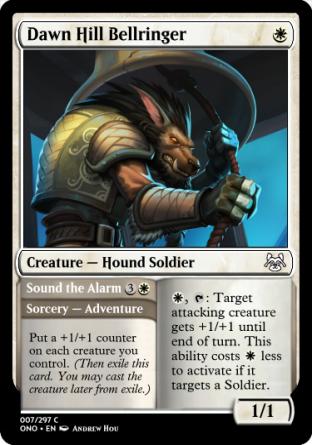 Dawn Hill Bellringer
Creature — Hound Soldier
Sound the Alarm 3
Sorcery — Adventure
Put a +1/+1 counter
on each creature you
control. (Then exile this
card. You may cast the
creature later from exile.)
, : Target
attacking creature
gets +1/+1 until
end of turn. This
ability costs less
to activate if it
targets a Soldier.
1/1
007/297 C
ONO • EN Andrew Hou